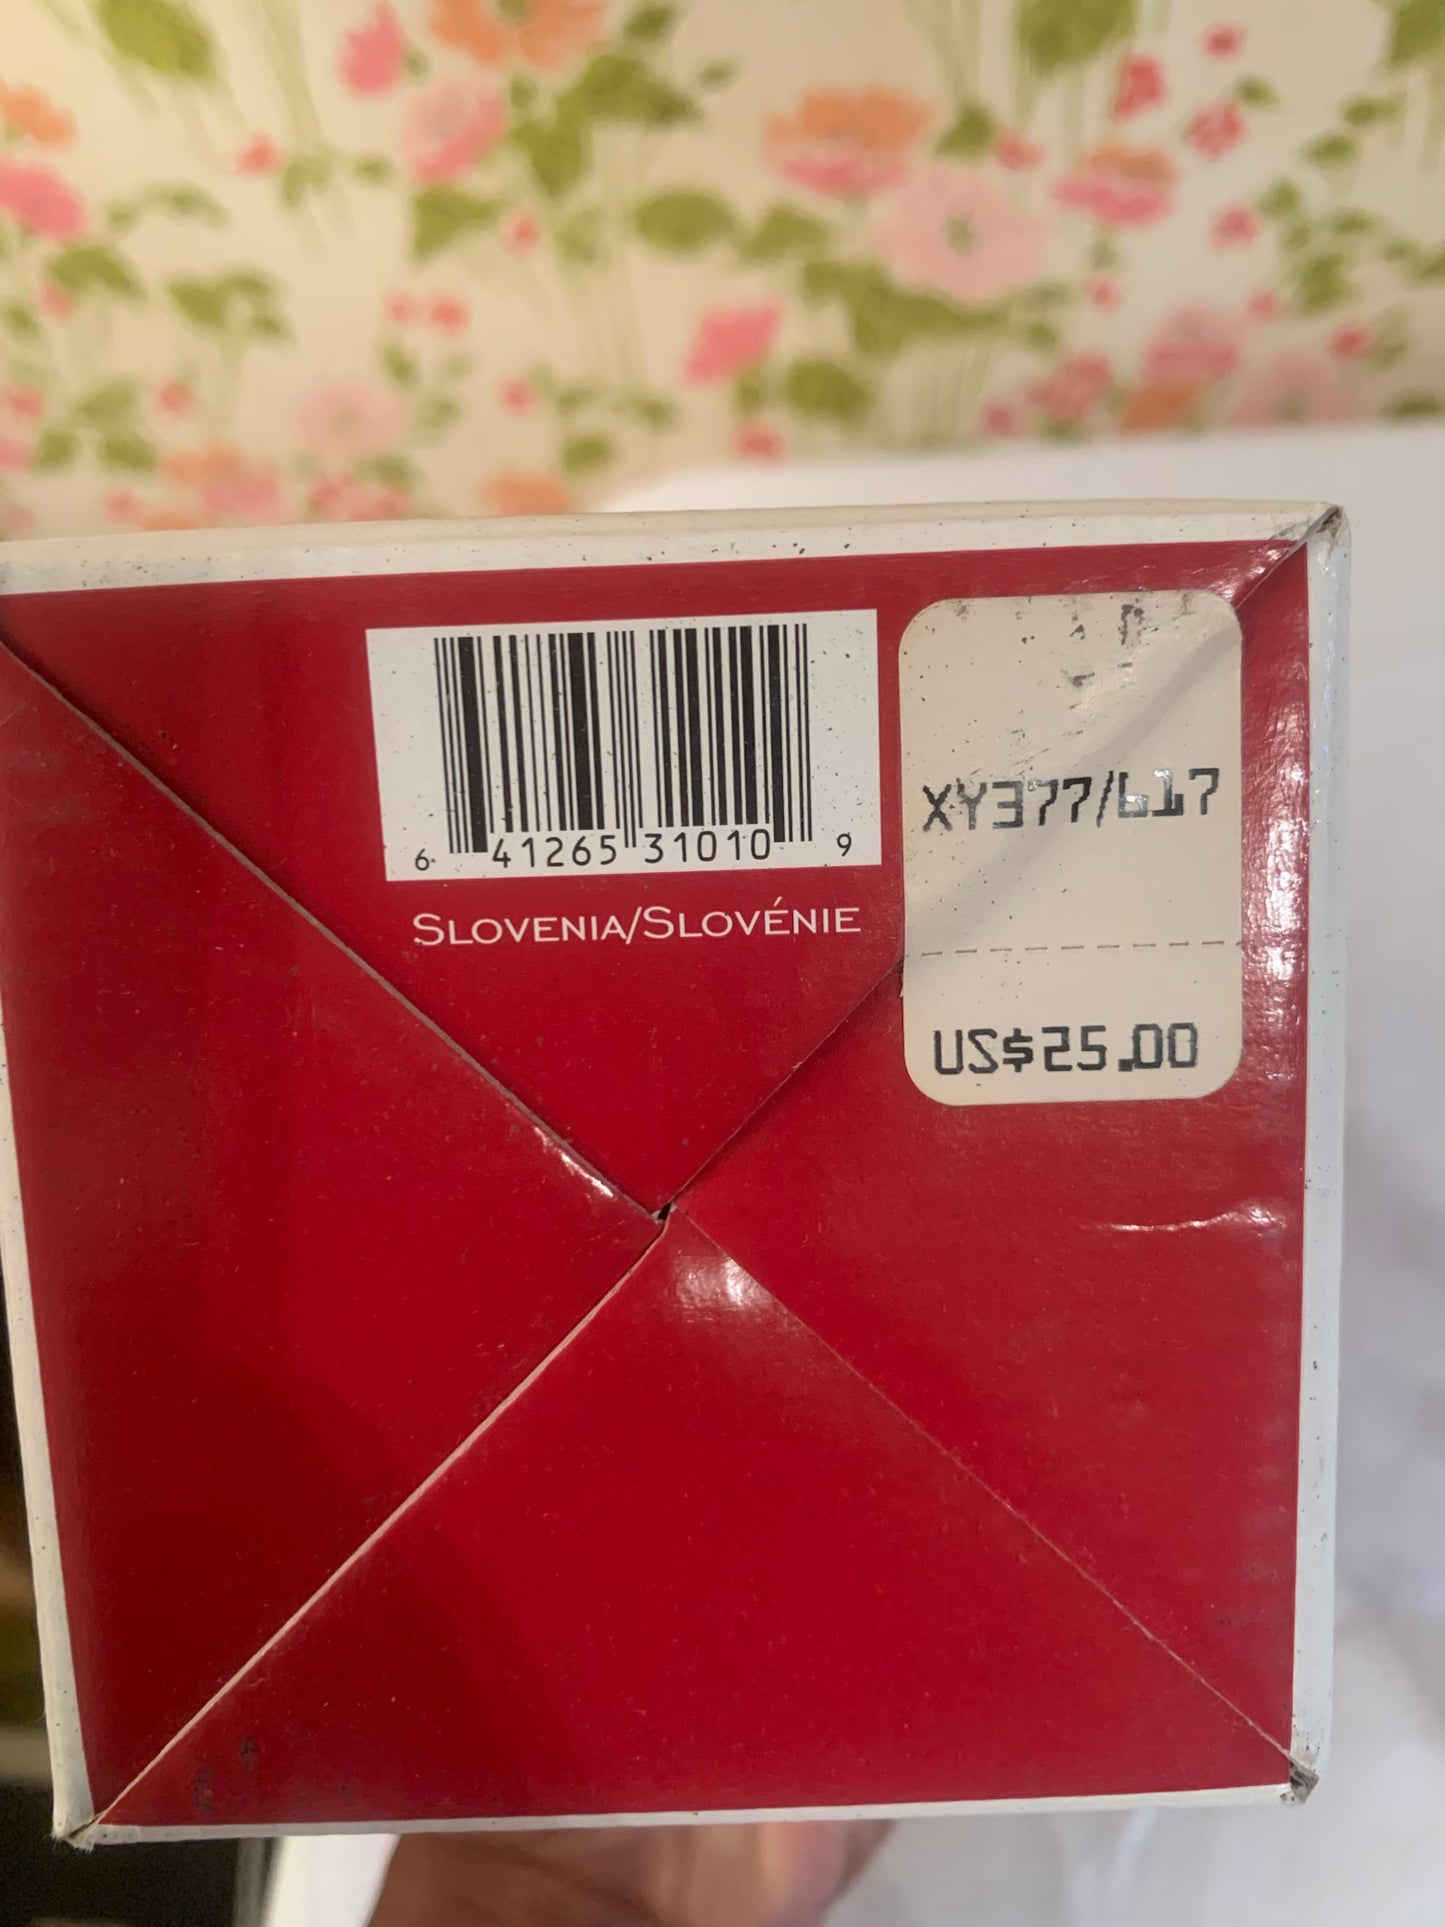 6 41265 31010 9
SLOVENIA/SLOVÉNIE
XY377/617
US$25.00